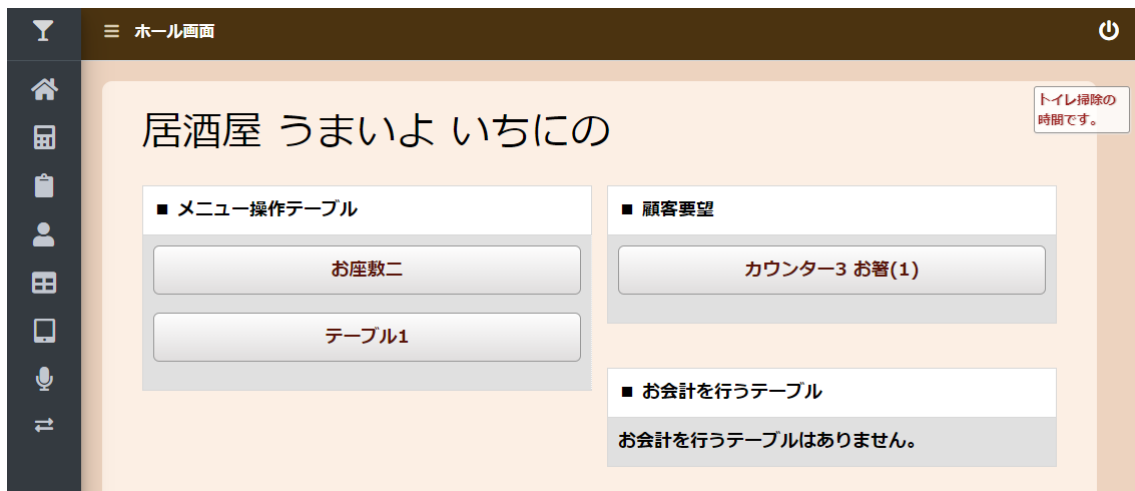 ホール画面
トイレ掃除の
時間です。
居酒屋 うまいよ いちにの
■ メニュー操作テーブル
お座敷二
テーブル1
■ 顧客要望
カウンター3 お箸(1)
■ お会計を行うテーブル
お会計を行うテーブルはありません。